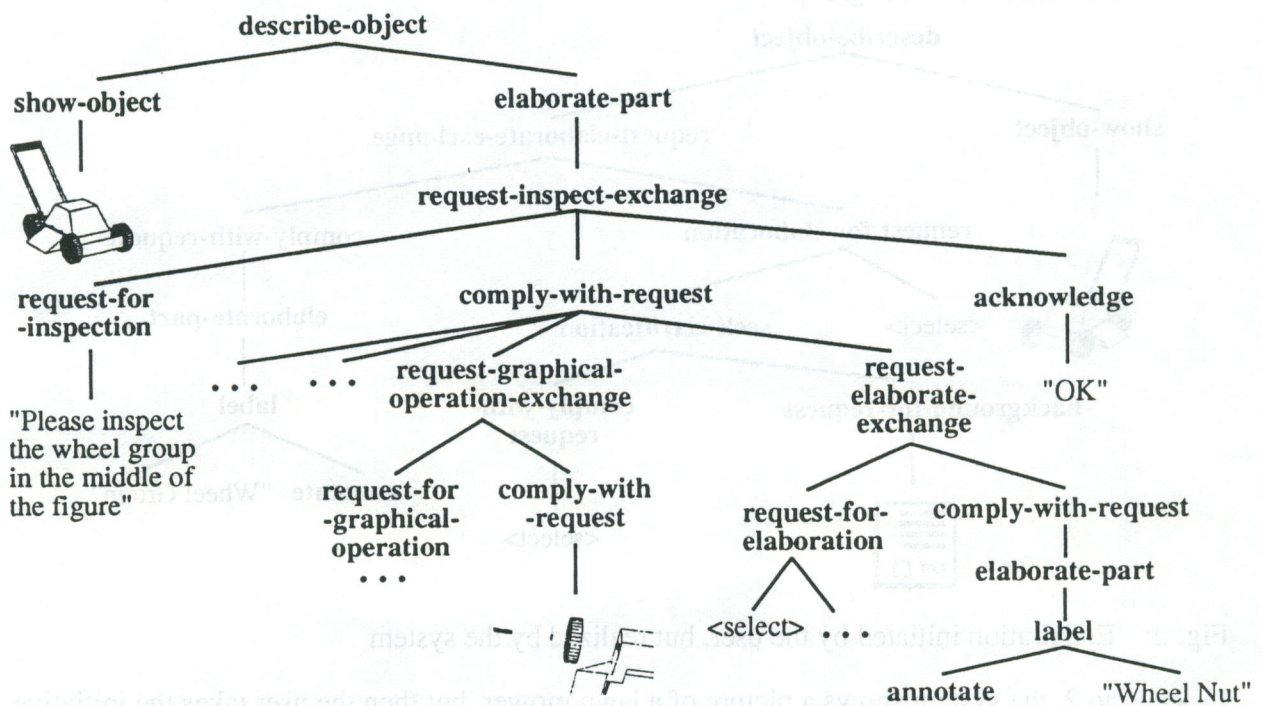 describe-object
show-object
elaborate-part
request-inspect-exchange
request-for
-inspection
comply-with-request
acknowledge
• • •
• • •
request-graphical-
operation-exchange
request-
elaborate-
exchange
"OK"
"Please inspect
the wheel group
in the middle of
the figure"
request-for
-graphical-
operation
• • •
comply-with
-request
request-for-
elaboration
comply-with-request
elaborate-part
<select>
• • •
label
annotate
"Wheel Nut"